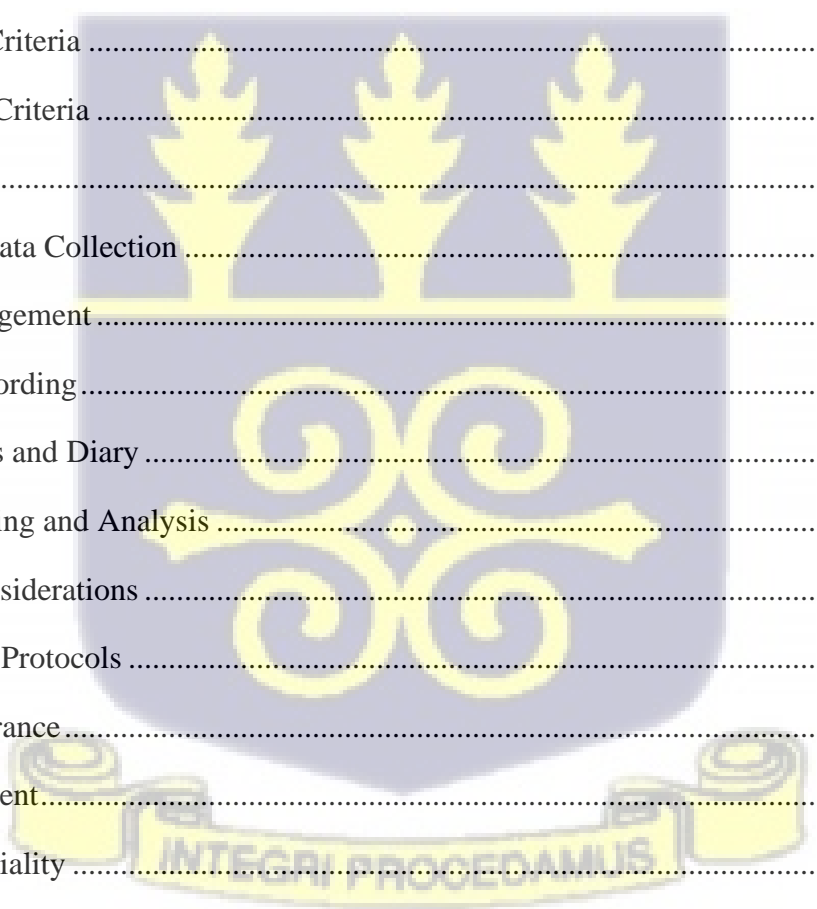 Criteria ........................................................................................
Criteria ........................................................................................
........................................................................................
ata Collection ........................................................................................
gement ........................................................................................
ording ........................................................................................
s and Diary ........................................................................................
ing and Analysis ........................................................................................
siderations ........................................................................................
Protocols ........................................................................................
rance ........................................................................................
ent ........................................................................................
iality ........................................................................................
INTEGRI PROCEDAMUS